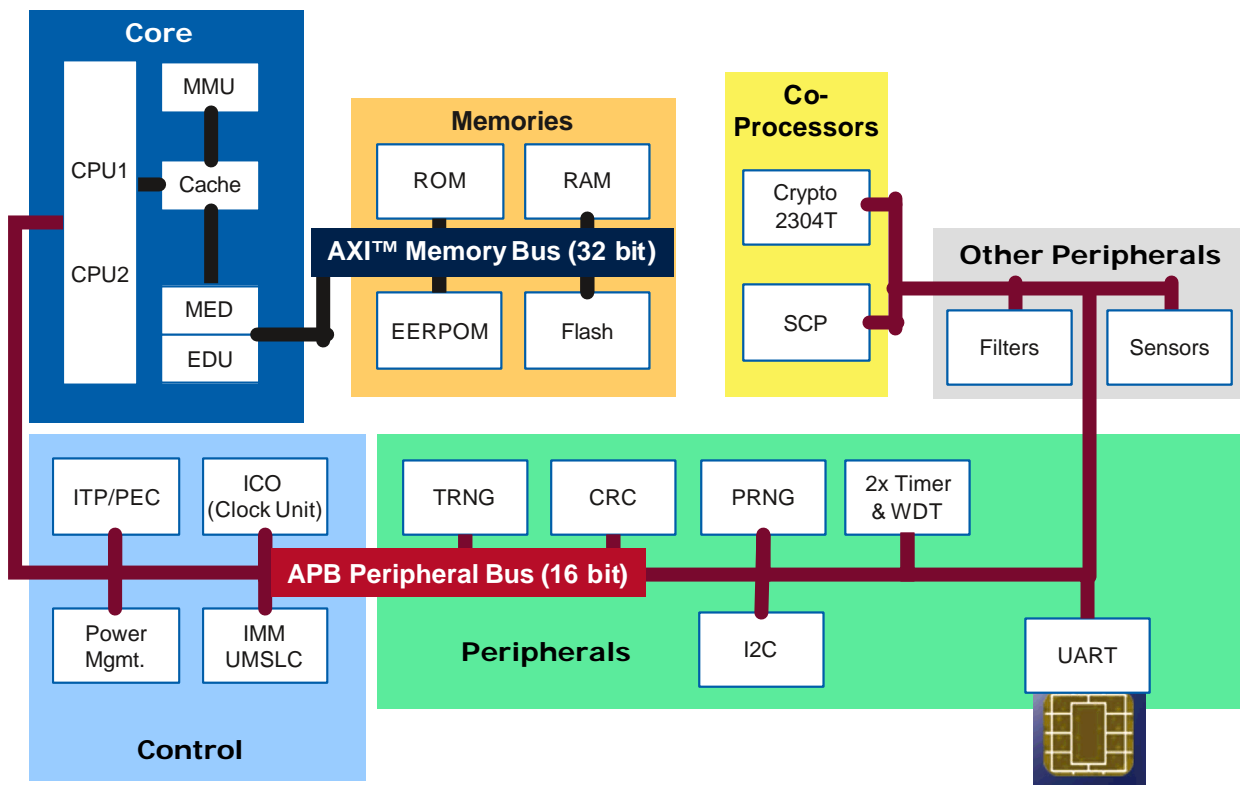 Core
MMU
CPU1
Cache
CPU2
MED
EDU
Memories
ROM
RAM
AXI™ Memory Bus (32 bit)
EERPOM
Flash
Co-
Processors
Crypto
2304T
SCP
Other Peripherals
Filters
Sensors
ITP/PEC
ICO
(Clock Unit)
TRNG
CRC
PRNG
2x Timer
& WDT
APB Peripheral Bus (16 bit)
Power
Mgmt.
IMM
UMSLC
Peripherals
I2C
UART
Control